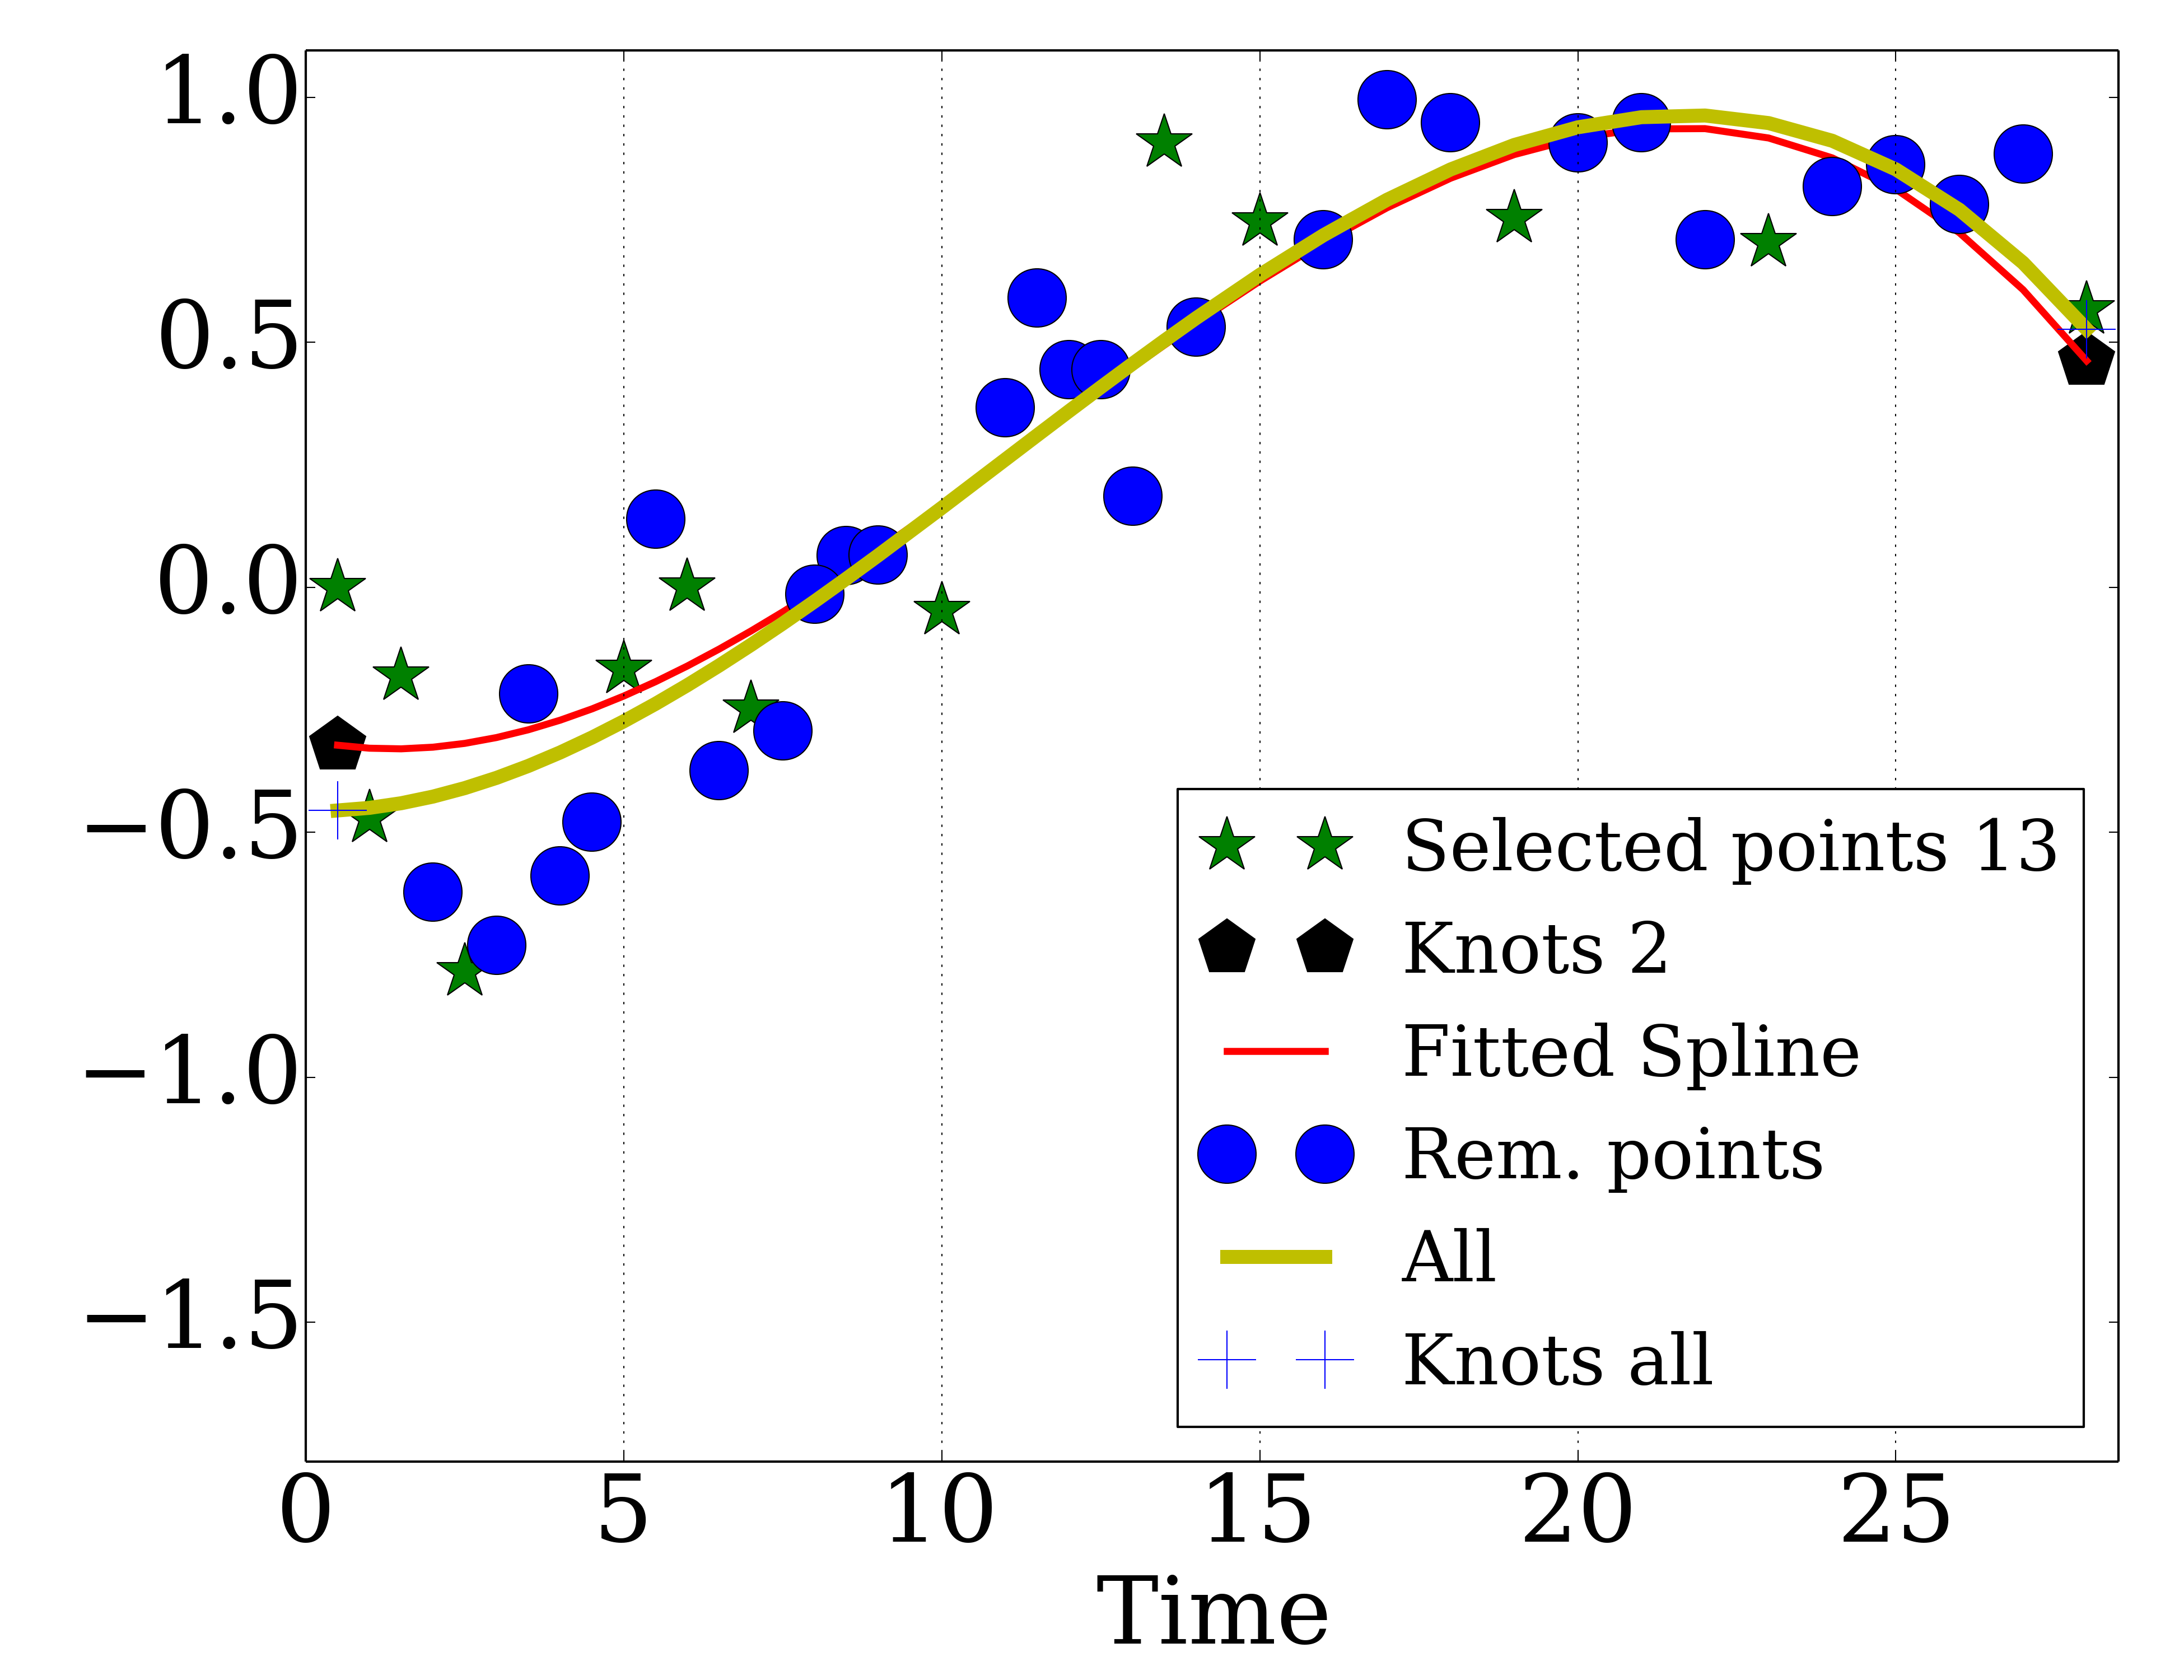 1.0
0.5
0.0
−0.5
−1.0
−1.5
Selected points 13
Knots 2
Fitted Spline
Rem. points
All
Knots all
0 5 10 15 20 25
Time